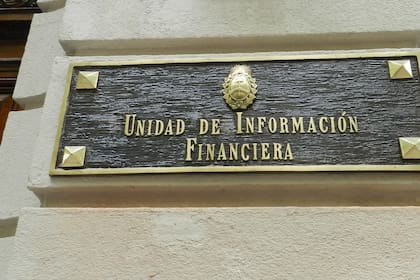 Unidad de Información
Financiera